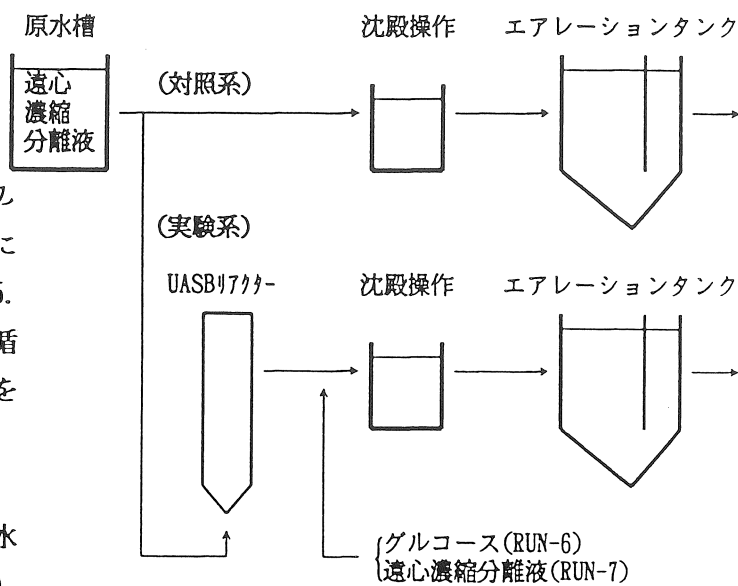 原水槽
沈殿操作
エアレーションタンク
遠心
濃縮
分離液
(対照系)
(実験系)
UASBリアクター
沈殿操作
エアレーションタンク
グルコース(RUN-6)
遠心濃縮分離液(RUN-7)
に
を
水